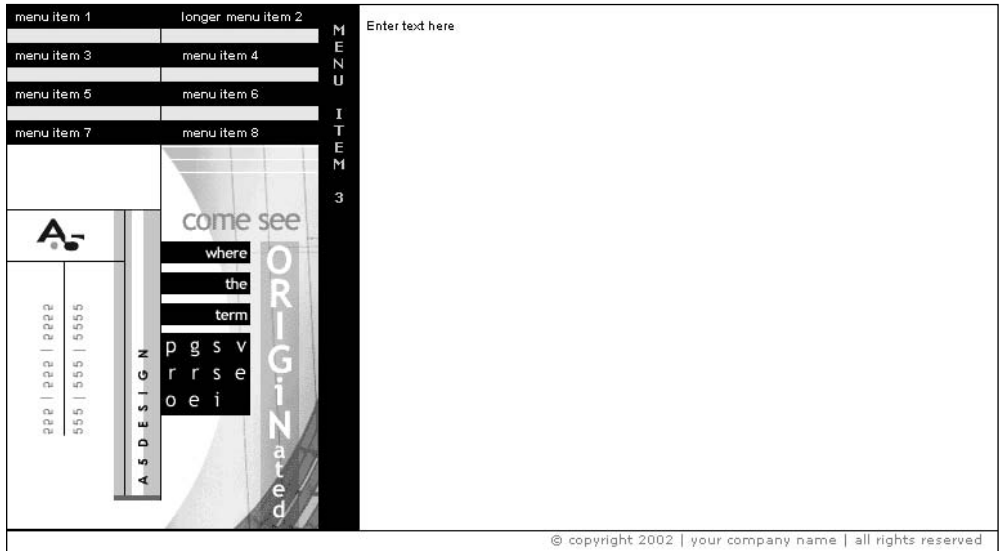 menu item 1
longer menu item 2
menu item 3
menu item 4
menu item 5
menu item 6
menu item 7
menu item 8
MENU ITEM 3
Enter text here
come see
where
the
term
p g s v
r r s e
o e i
ORIGiNated
A5
222 | 222 | 2222
555 | 555 | 5555
A5DESIGN
© copyright 2002 | your company name | all rights reserved